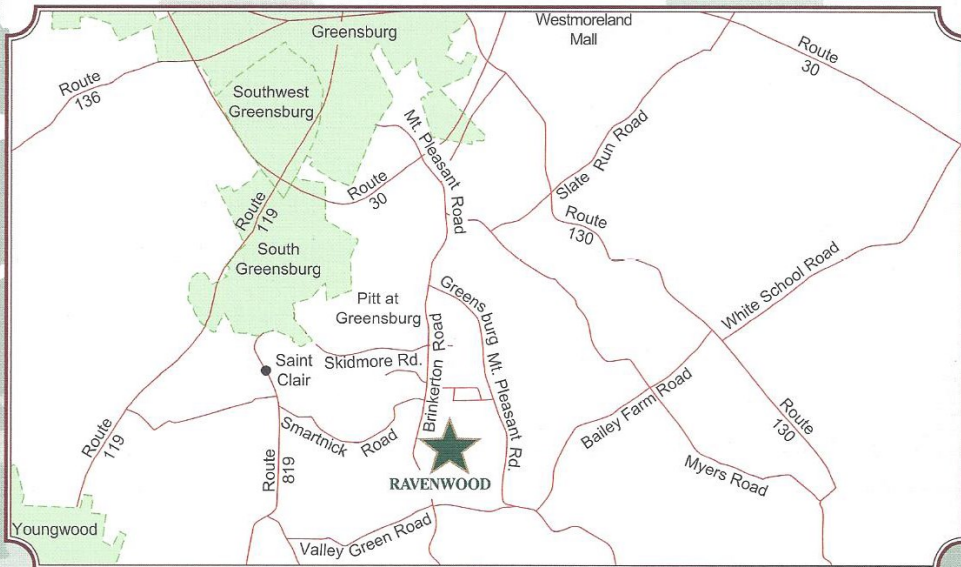 Greensburg
Westmoreland
Mall
Route
30
Route
136
Southwest
Greensburg
Mt. Pleasant Road
Slate Run Road
Route
30
Route
119
Route
130
South
Greensburg
White School Road
Pitt at
Greensburg
Greensburg Mt. Pleasant Rd.
Brinkerton Road
Saint
Clair
Skidmore Rd.
Bailey Farm Road
Route
119
Smartnick Road
Route
130
Route
819
Myers Road
RAVENWOOD
Youngwood
Valley Green Road